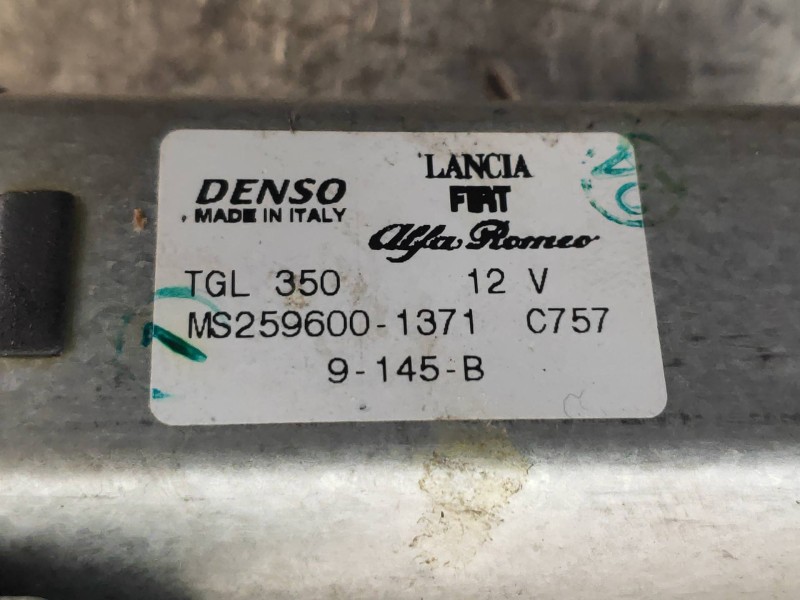 DENSO
MADE IN ITALY
LANCIA
FIAT
Alfa Romeo
TGL 350 12 V
MS259600-1371 C757
9-145-B